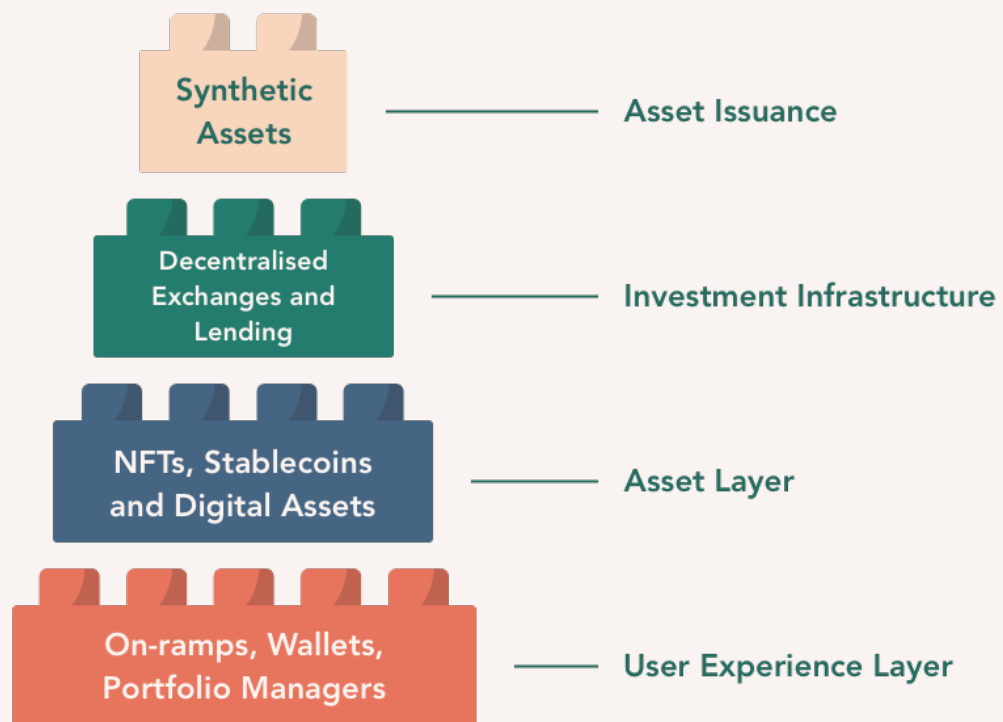 Synthetic
Assets
Asset Issuance
Decentralised
Exchanges and
Lending
Investment Infrastructure
NFTs, Stablecoins
and Digital Assets
Asset Layer
On-ramps, Wallets,
Portfolio Managers
User Experience Layer